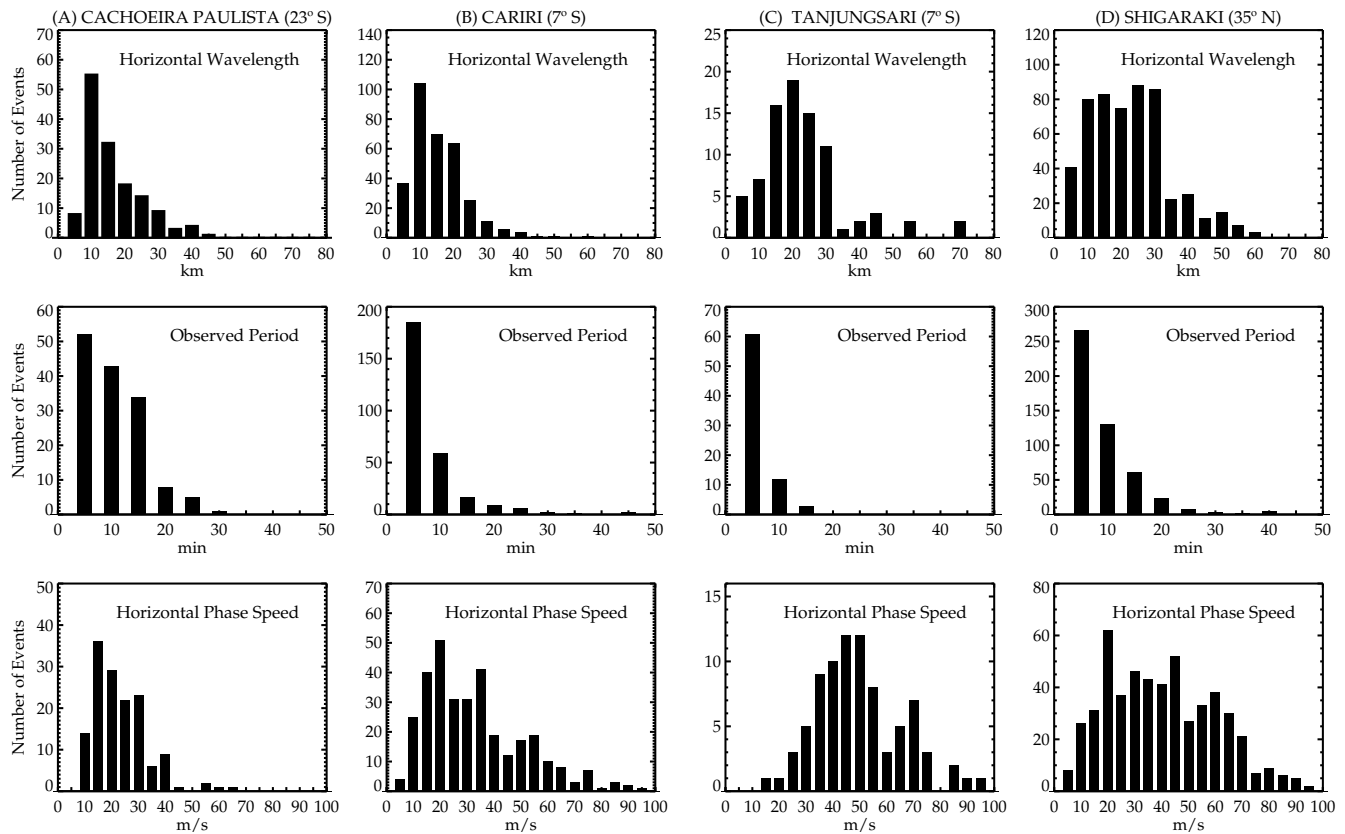 (A) CACHOEIRA PAULISTA (23º S)
Number of Events
70
60
50
40
30
20
10
0
Horizontal Wavelength
0 10 20 30 40 50 60 70 80
km
(B) CARIRI (7º S)
140
120
100
80
60
40
20
0
Horizontal Wavelength
0 10 20 30 40 50 60 70 80
km
(C) TANJUNGSARI (7º S)
25
20
15
10
5
0
Horizontal Wavelength
0 10 20 30 40 50 60 70 80
km
(D) SHIGARAKI (35º N)
120
100
80
60
40
20
0
Horizontal Wavelengh
0 10 20 30 40 50 60 70 80
km
Number of Events
60
50
40
30
20
10
0
Observed Period
0 10 20 30 40 50
min
200
150
100
50
0
Observed Period
0 10 20 30 40 50
min
70
60
50
40
30
20
10
0
Observed Period
0 10 20 30 40 50
min
300
250
200
150
100
50
0
Observed Period
0 10 20 30 40 50
min
Number of Events
50
40
30
20
10
0
Horizontal Phase Speed
0 10 20 30 40 50 60 70 80 90 100
m/s
70
60
50
40
30
20
10
0
Horizontal Phase Speed
0 10 20 30 40 50 60 70 80 90 100
m/s
15
10
5
0
Horizontal Phase Speed
0 10 20 30 40 50 60 70 80 90 100
m/s
80
60
40
20
0
Horizontal Phase Speed
0 10 20 30 40 50 60 70 80 90 100
m/s